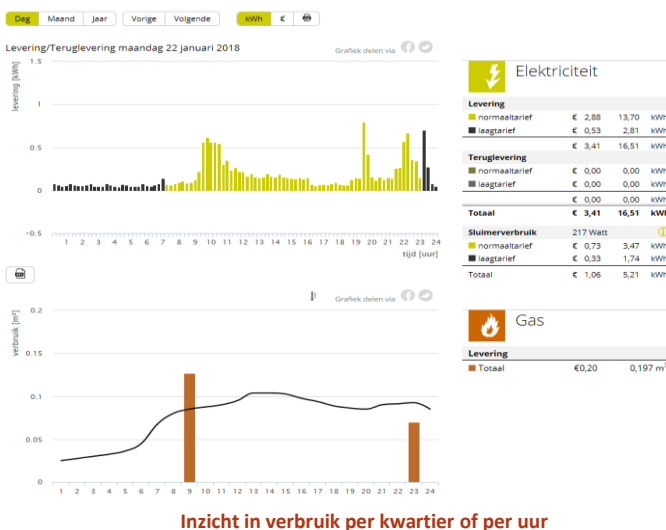 Dag Maand Jaar Vorige Volgende kWh €
Levering/Teruglevering maandag 22 januari 2018
Grafiek delen via
levering [kWh]
1.5
1
0.5
0
-0.5
1 2 3 4 5 6 7 8 9 10 11 12 13 14 15 16 17 18 19 20 21 22 23 24
tijd [uur]
Grafiek delen via
verbruik [m³]
0.2
0.15
0.1
0.05
0
1 2 3 4 5 6 7 8 9 10 11 12 13 14 15 16 17 18 19 20 21 22 23 24
Elektriciteit
Levering
normaaltarief € 2,88 13,70 kWh
laagtarief € 0,53 2,81 kWh
€ 3,41 16,51 kWh
Teruglevering
normaaltarief € 0,00 0,00 kWh
laagtarief € 0,00 0,00 kWh
€ 0,00 0,00 kWh
Totaal € 3,41 16,51 kWh
Sluimerverbruik 217 Watt
normaaltarief € 0,73 3,47 kWh
laagtarief € 0,33 1,74 kWh
Totaal € 1,06 5,21 kWh
Gas
Levering
Totaal €0,20 0,197 m³
Inzicht in verbruik per kwartier of per uur